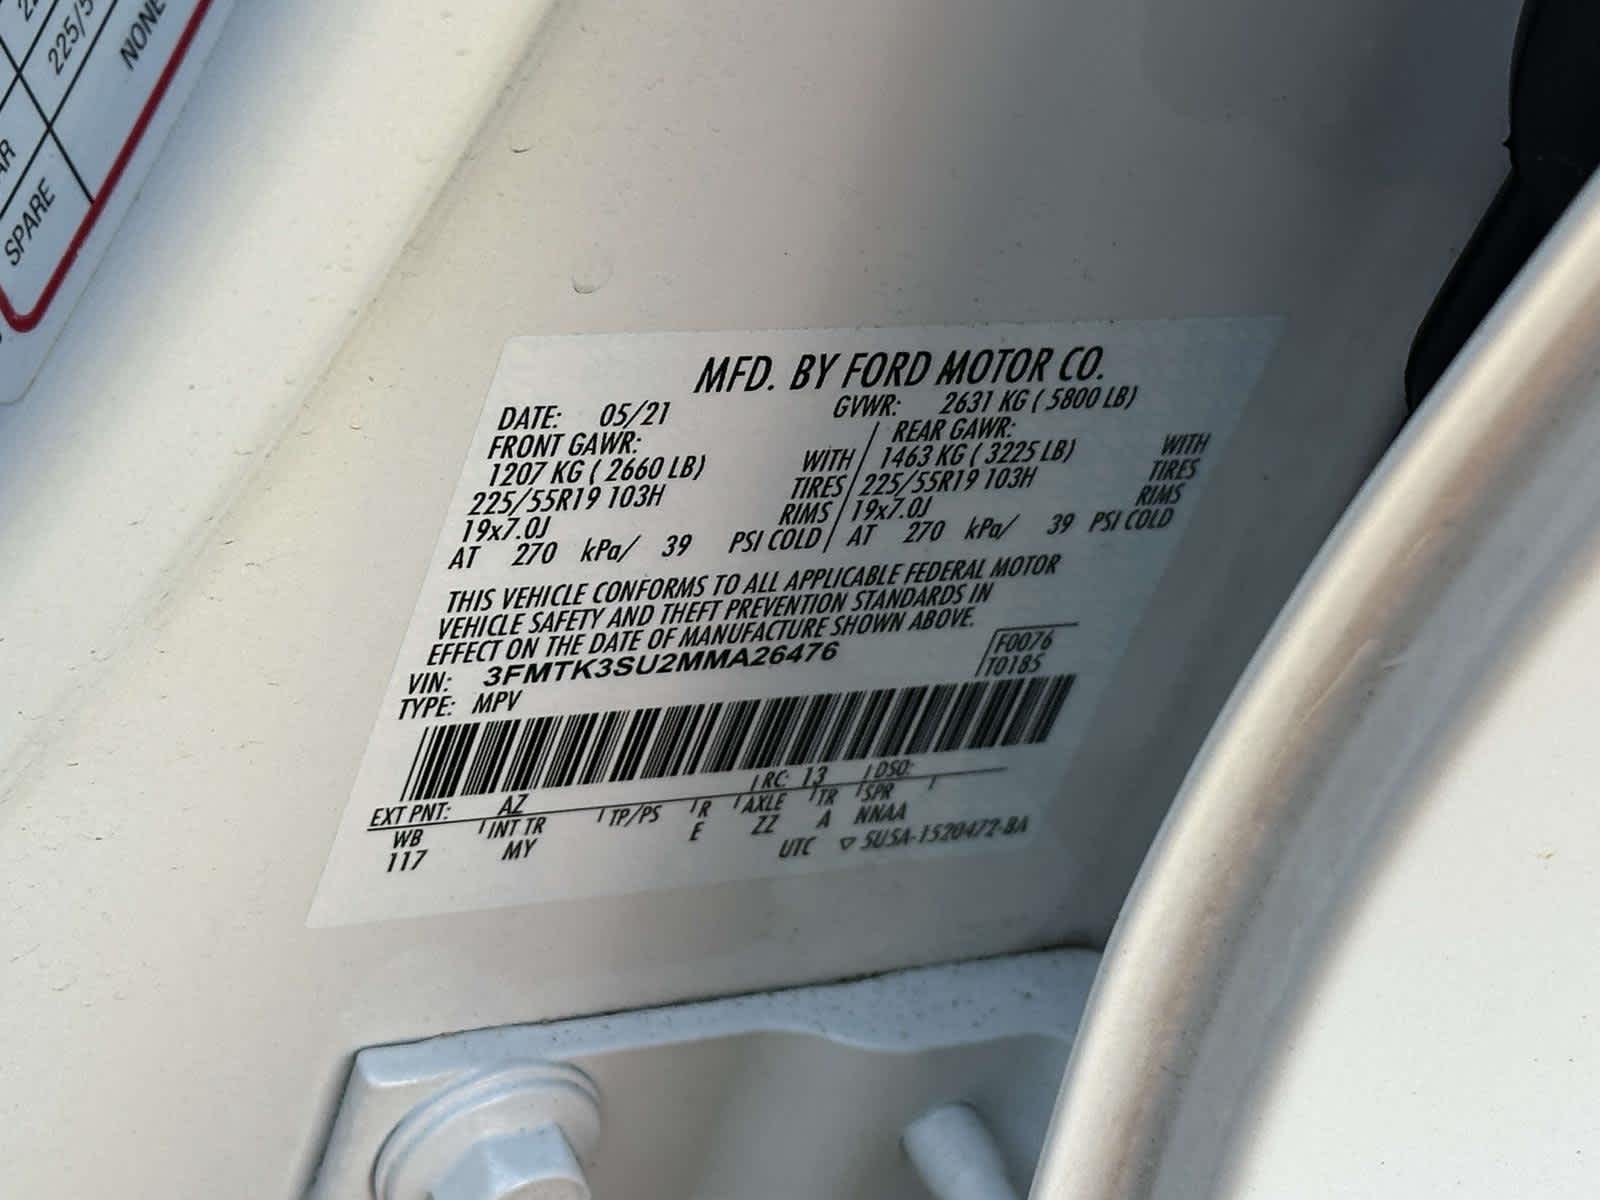 225/5
NONE
AR
SPARE
MFD. BY FORD MOTOR CO.
DATE: 05/21 GVWR: 2631 KG ( 5800 LB)
FRONT GAWR: REAR GAWR:
1207 KG ( 2660 LB) WITH / 1463 KG ( 3225 LB) WITH
225/55R19 103H TIRES / 225/55R19 103H TIRES
19x7.0J RIMS / 19x7.0J RIMS
AT 270 kPa/ 39 PSI COLD / AT 270 kPa/ 39 PSI COLD
THIS VEHICLE CONFORMS TO ALL APPLICABLE FEDERAL MOTOR
VEHICLE SAFETY AND THEFT PREVENTION STANDARDS IN
EFFECT ON THE DATE OF MANUFACTURE SHOWN ABOVE.
VIN: 3FMTK3SU2MMA26476 F0076
TYPE: MPV T0185
EXT PNT: AZ RC: 13 DSO:
WB INT TR TP/PS R AXLE TR SPR
117 MY E ZZ A NNAA
UTC ▽ 5U5A-1520472-BA